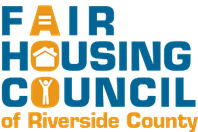 FAIR
HOUSING
COUNCIL
of Riverside County